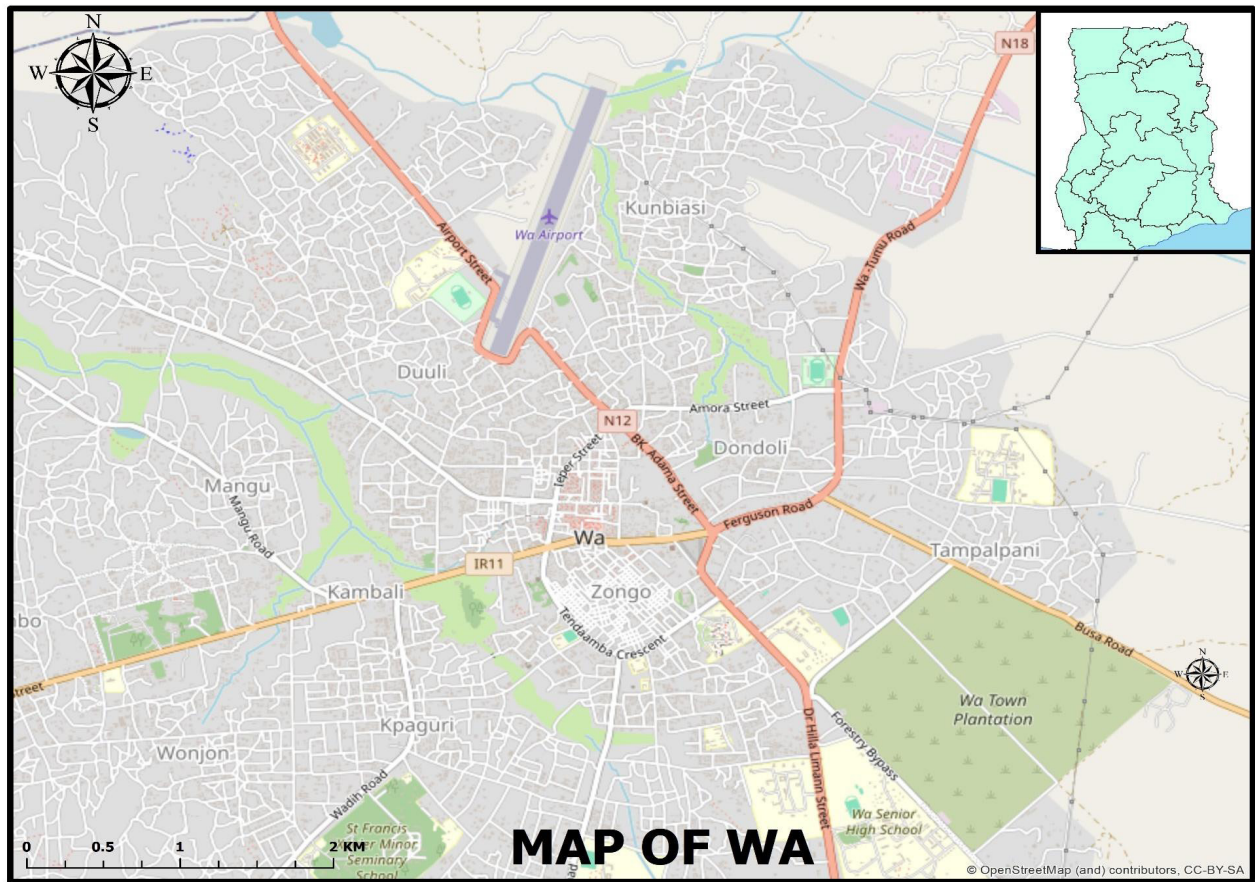 N
W E
S
N18
Kunbiasi
Wa Airport
Airport Street
Wa -Tumu Road
Duuli
N12
Amora Street
Ieper Street
BK. Adama Street
Dondoli
Mangu
Mangu Road
Ferguson Road
Wa
IR11
Tampalpani
Kambali
Zongo
Tendaamba Crescent
Busa Road
N
W E
S
Wa Town
Plantation
Street
Kpaguri
Wonjon
Dr Hilla Limann Street
Forestry Bypass
Wadih Road
Wa Senior
High School
St Francis
Minor
Seminary
School
0 0.5 1 2 KM
MAP OF WA
© OpenStreetMap (and) contributors, CC-BY-SA